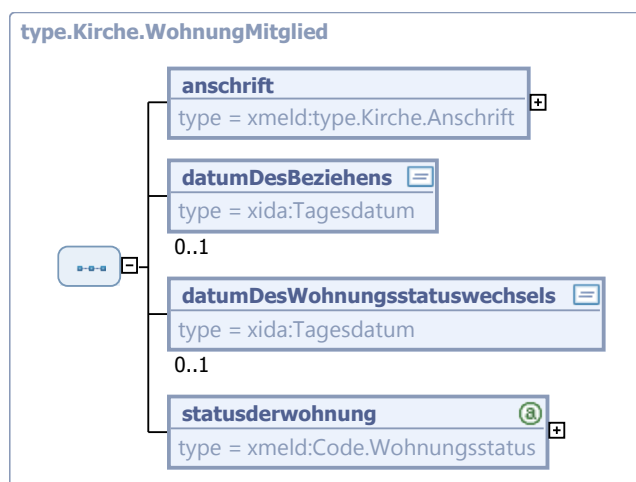 type.Kirche.WohnungMitglied
anschrift
type = xmeld:type.Kirche.Anschrift
datumDesBeziehens
type = xida:Tagesdatum
0..1
datumDesWohnungsstatuswechsels
type = xida:Tagesdatum
0..1
statusderwohnung
type = xmeld:Code.Wohnungsstatus